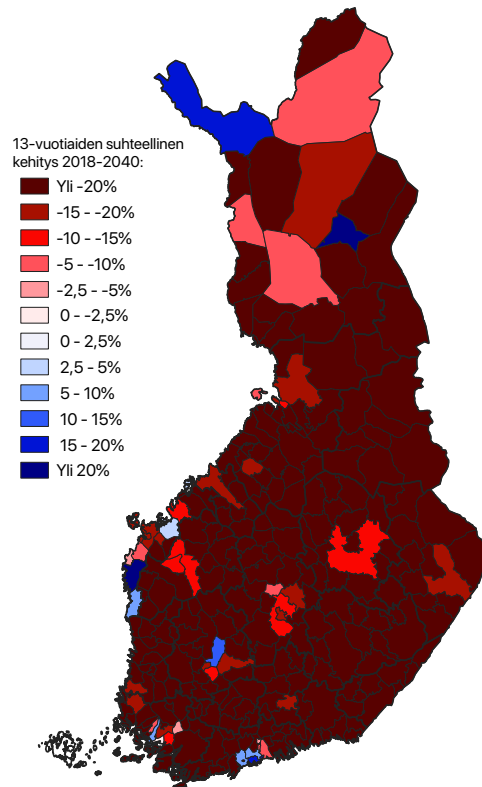 13-vuotiaiden suhteellinen
kehitys 2018-2040:
Yli -20%
-15 - -20%
-10 - -15%
-5 - -10%
-2,5 - -5%
0 - -2,5%
0 - 2,5%
2,5 - 5%
5 - 10%
10 - 15%
15 - 20%
Yli 20%